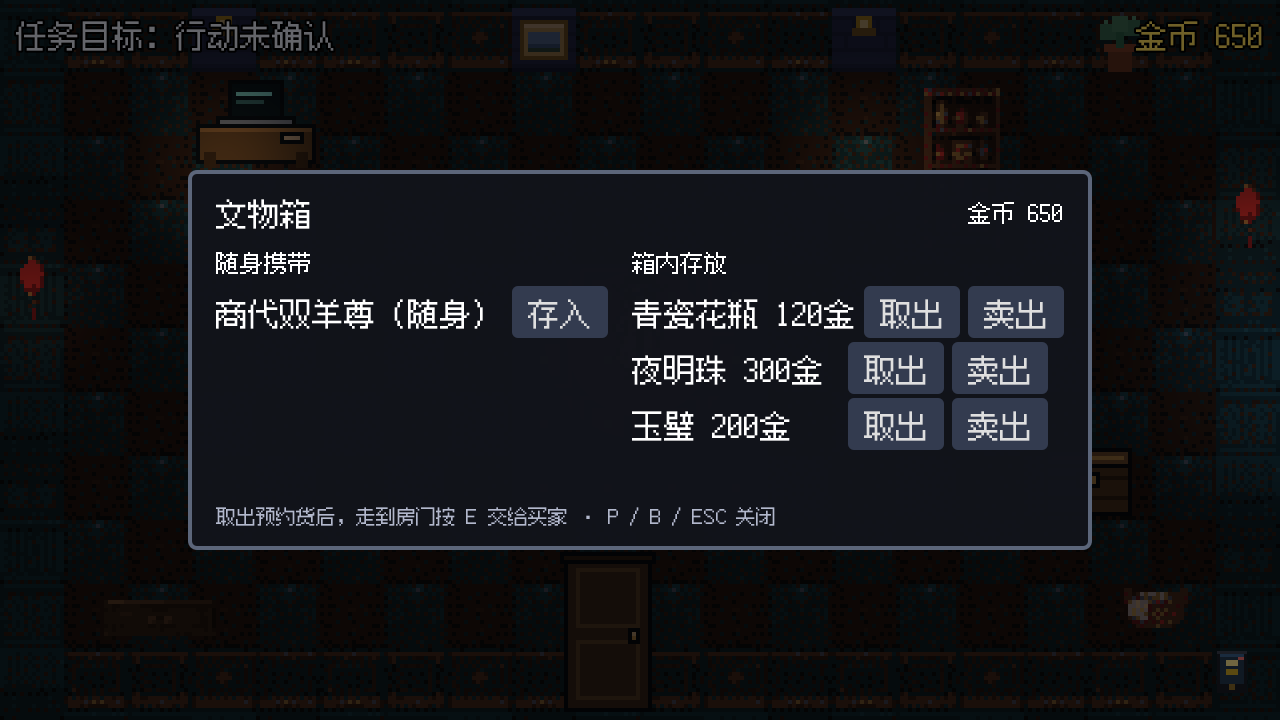 任务目标: 行动未确认
金币 650
文物箱
金币 650
随身携带
箱内存放
商代双羊尊 (随身) 存入
青瓷花瓶 120金 取出 卖出
夜明珠 300金 取出 卖出
玉璧 200金 取出 卖出
取出预约货后，走到房门按 E 交给买家 · P / B / ESC 关闭